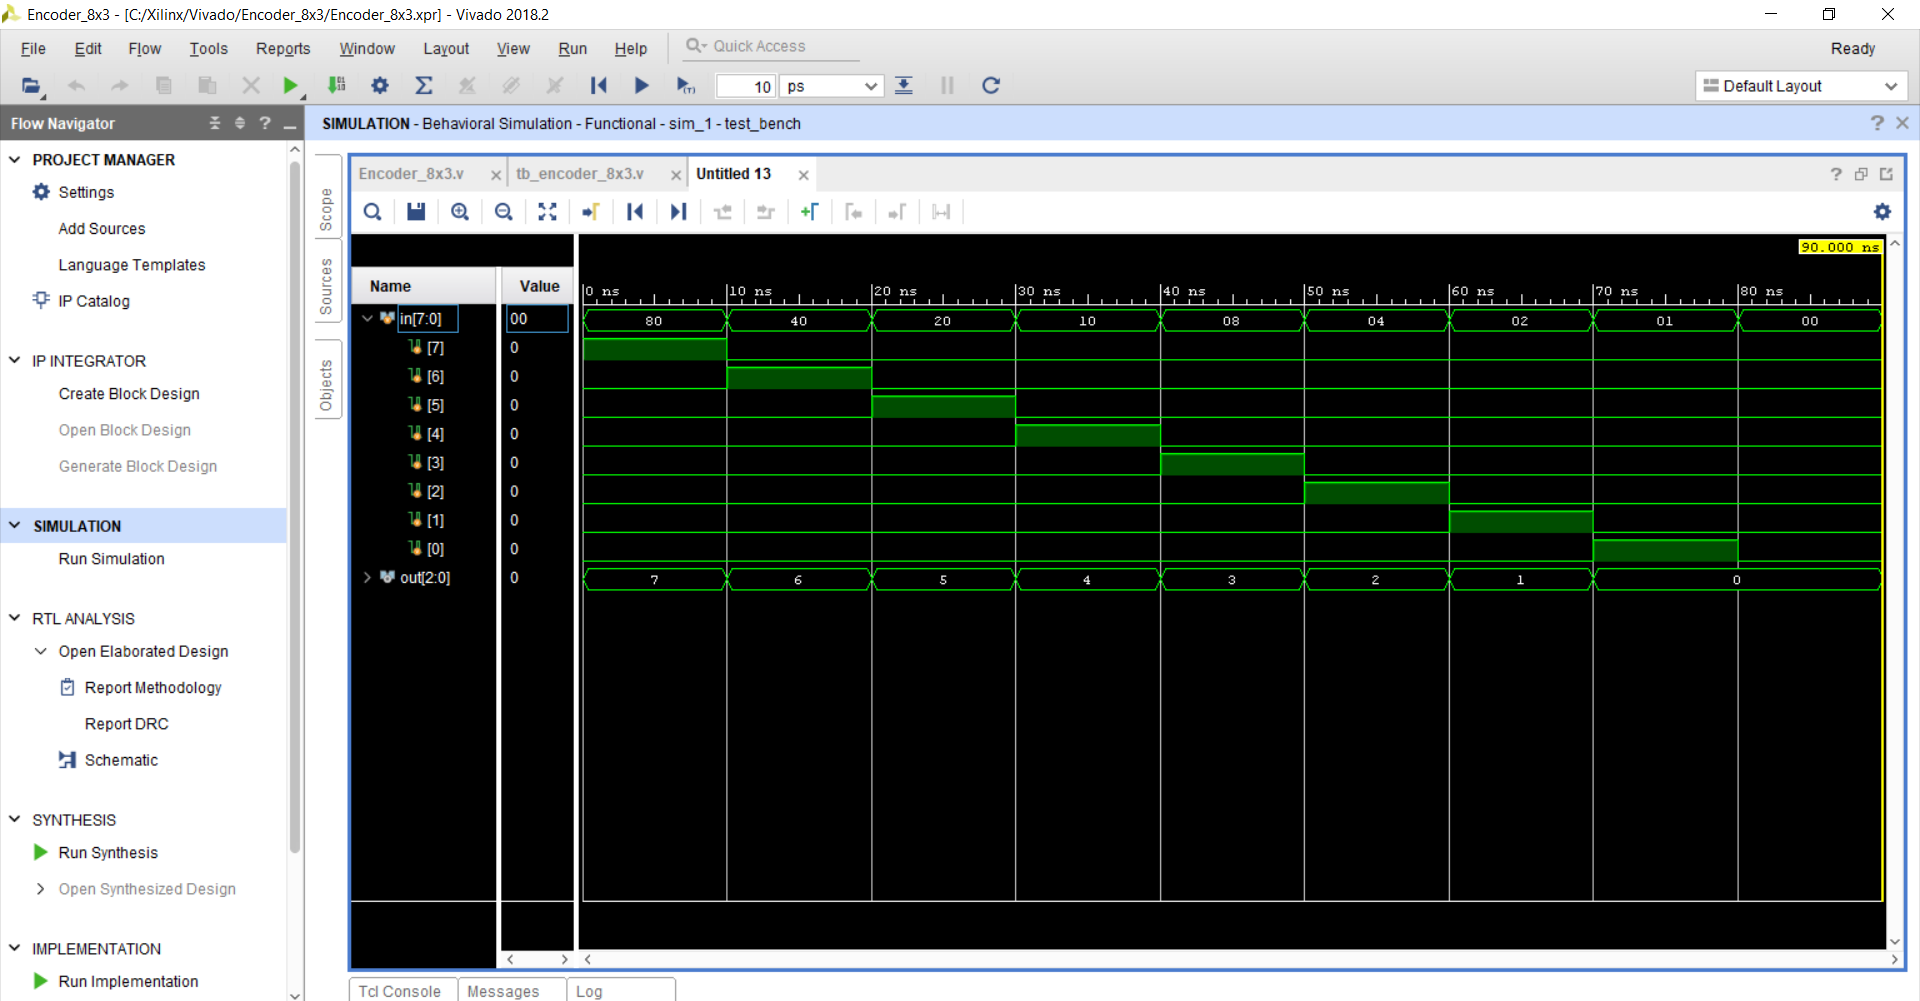 Encoder_8x3 - [C:/Xilinx/Vivado/Encoder_8x3/Encoder_8x3.xpr] - Vivado 2018.2
File Edit Flow Tools Reports Window Layout View Run Help Quick Access Ready
10 ps Default Layout
Flow Navigator
SIMULATION - Behavioral Simulation - Functional - sim_1 - test_bench
PROJECT MANAGER
Settings
Add Sources
Language Templates
IP Catalog
IP INTEGRATOR
Create Block Design
Open Block Design
Generate Block Design
SIMULATION
Run Simulation
RTL ANALYSIS
Open Elaborated Design
Report Methodology
Report DRC
Schematic
SYNTHESIS
Run Synthesis
Open Synthesized Design
IMPLEMENTATION
Run Implementation
Scope
Sources
Objects
Encoder_8x3.v tb_encoder_8x3.v Untitled 13
90.000 ns
Name Value 0 ns 10 ns 20 ns 30 ns 40 ns 50 ns 60 ns 70 ns 80 ns
in[7:0] 00 80 40 20 10 08 04 02 01 00
[7] 0
[6] 0
[5] 0
[4] 0
[3] 0
[2] 0
[1] 0
[0] 0
out[2:0] 0 7 6 5 4 3 2 1 0
Tcl Console Messages Log